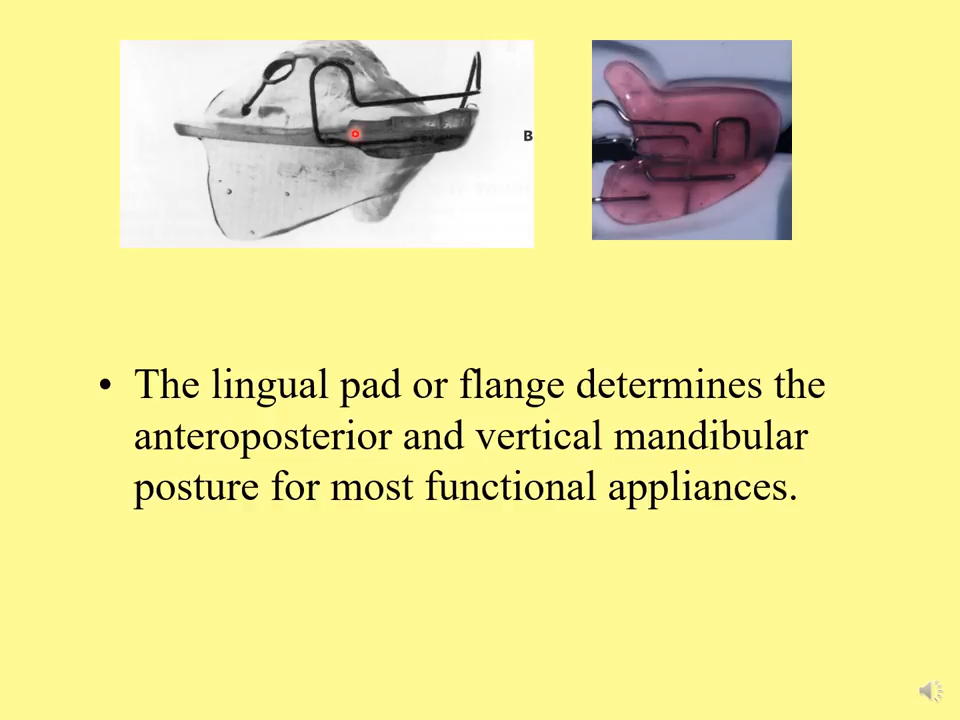 B
• The lingual pad or flange determines the
anteroposterior and vertical mandibular
posture for most functional appliances.